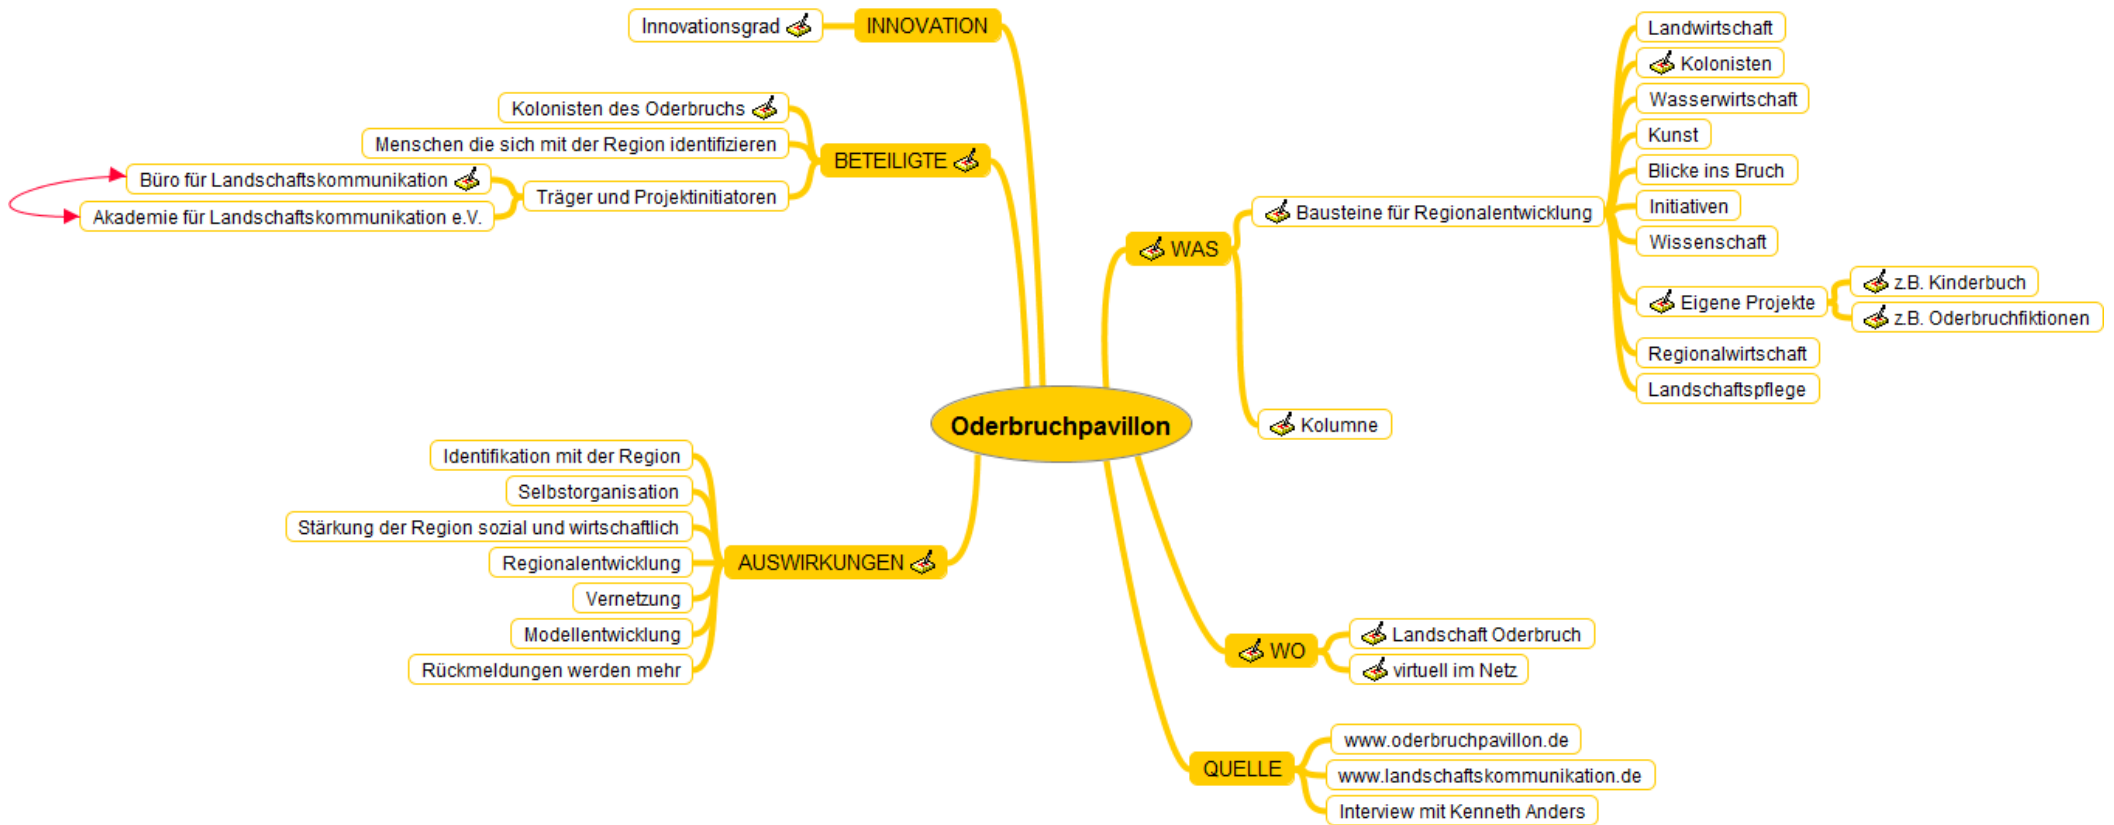 Oderbruchpavillon
INNOVATION
Innovationsgrad
BETEILIGTE
Kolonisten des Oderbruchs
Menschen die sich mit der Region identifizieren
Träger und Projektinitiatoren
Büro für Landschaftskommunikation
Akademie für Landschaftskommunikation e.V.
AUSWIRKUNGEN
Identifikation mit der Region
Selbstorganisation
Stärkung der Region sozial und wirtschaftlich
Regionalentwicklung
Vernetzung
Modellentwicklung
Rückmeldungen werden mehr
WAS
Bausteine für Regionalentwicklung
Landwirtschaft
Kolonisten
Wasserwirtschaft
Kunst
Blicke ins Bruch
Initiativen
Wissenschaft
Eigene Projekte
z.B. Kinderbuch
z.B. Oderbruchfiktionen
Regionalwirtschaft
Landschaftspflege
Kolumne
WO
Landschaft Oderbruch
virtuell im Netz
QUELLE
www.oderbruchpavillon.de
www.landschaftskommunikation.de
Interview mit Kenneth Anders